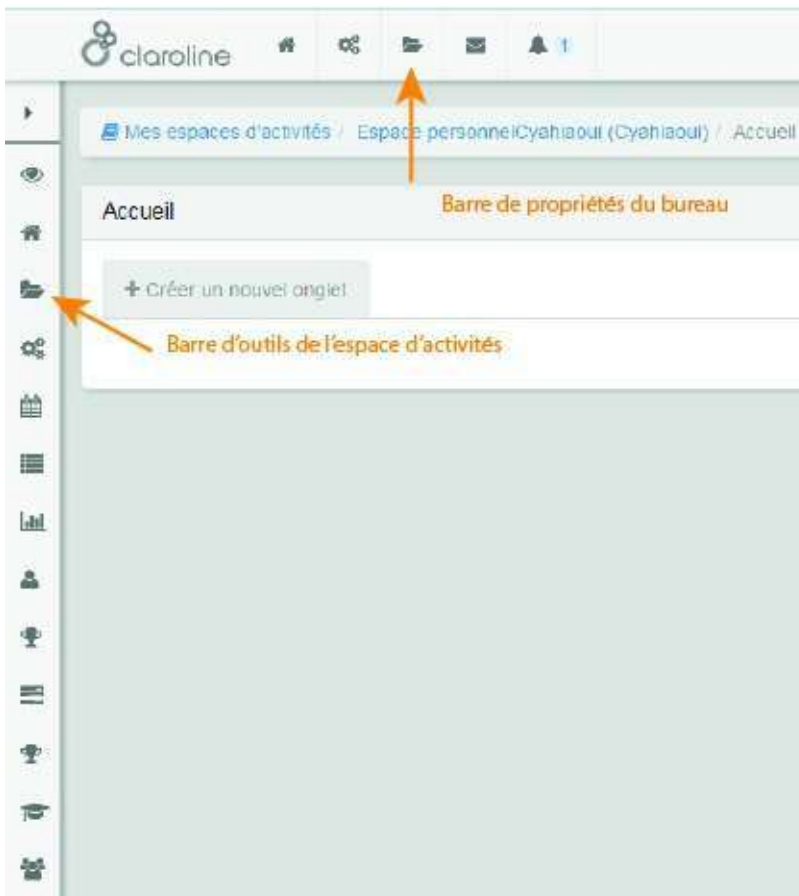 claroline
1
Mes espaces d'activités / Espace personnelCyahiaoui (Cyahiaoui) / Accueil
Accueil
Barre de propriétés du bureau
+ Créer un nouvel onglet
Barre d'outils de l'espace d'activités